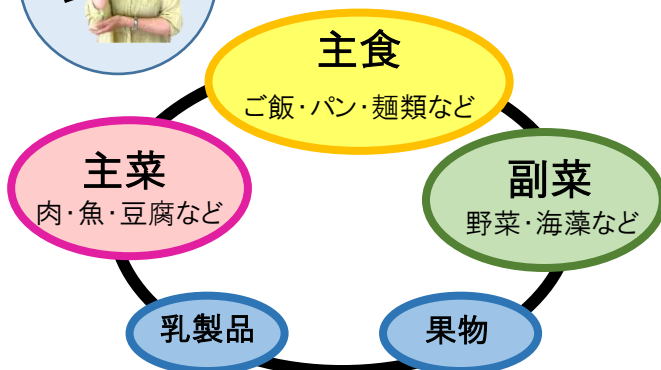 主食
ご飯・パン・麺類など
主菜
肉・魚・豆腐など
副菜
野菜・海藻など
乳製品
果物